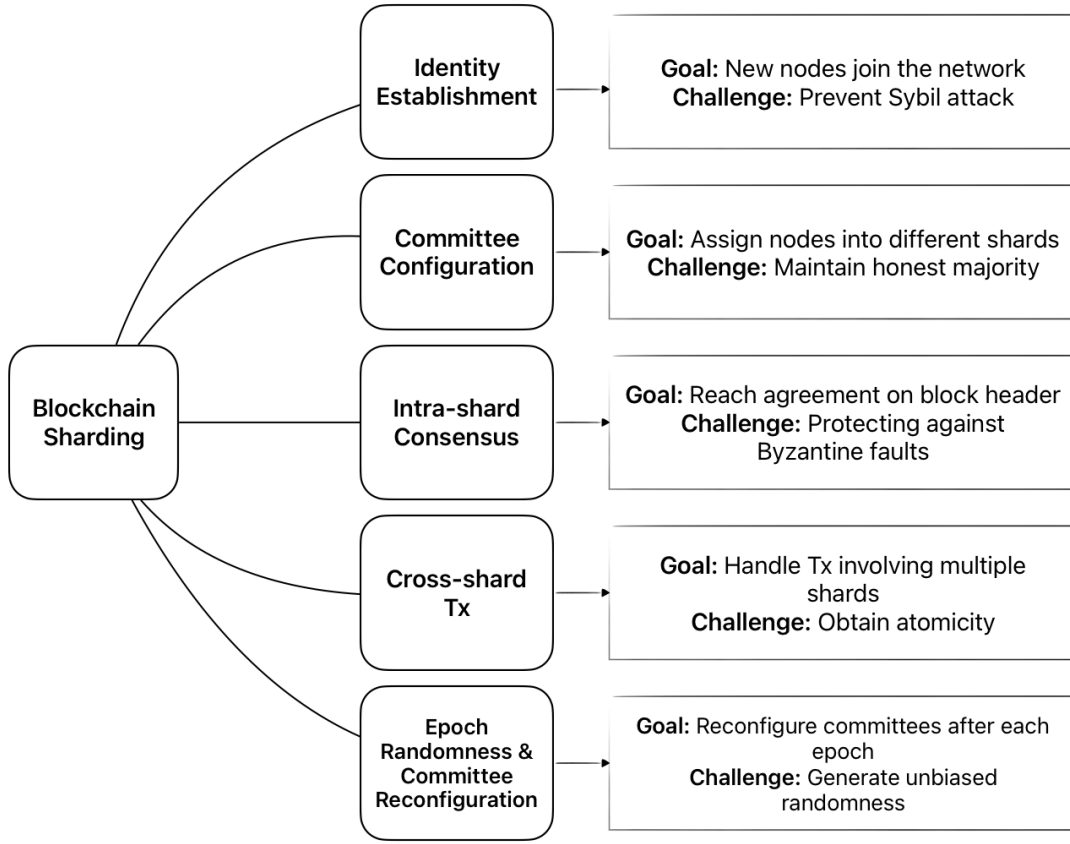 Identity
Establishment
Goal: New nodes join the network
Challenge: Prevent Sybil attack
Committee
Configuration
Goal: Assign nodes into different shards
Challenge: Maintain honest majority
Blockchain
Sharding
Intra-shard
Consensus
Goal: Reach agreement on block header
Challenge: Protecting against
Byzantine faults
Cross-shard
Tx
Goal: Handle Tx involving multiple
shards
Challenge: Obtain atomicity
Epoch
Randomness &
Committee
Reconfiguration
Goal: Reconfigure committees after each
epoch
Challenge: Generate unbiased
randomness